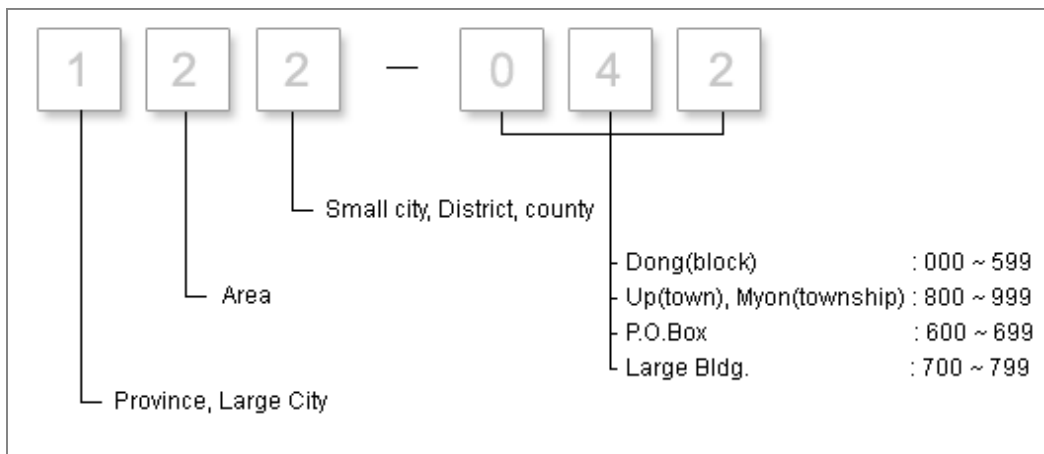 1 2 2 — 0 4 2
Small city, District, county
Dong(block) : 000 ~ 599
Area
Up(town), Myon(township) : 800 ~ 999
P.O.Box : 600 ~ 699
Large Bldg. : 700 ~ 799
Province, Large City